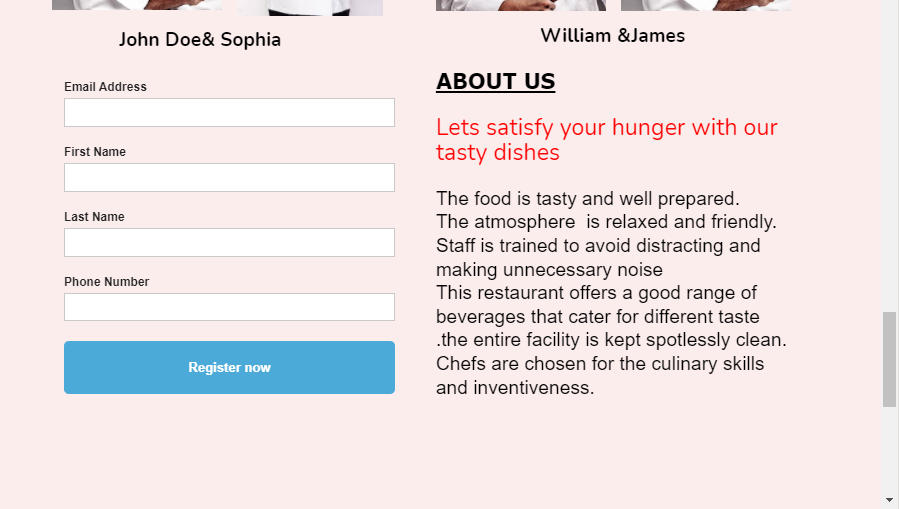 John Doe& Sophia
William &James
Email Address
First Name
Last Name
Phone Number
Register now
ABOUT US
Lets satisfy your hunger with our
tasty dishes
The food is tasty and well prepared.
The atmosphere  is relaxed and friendly.
Staff is trained to avoid distracting and
making unnecessary noise
This restaurant offers a good range of
beverages that cater for different taste
.the entire facility is kept spotlessly clean.
Chefs are chosen for the culinary skills
and inventiveness.